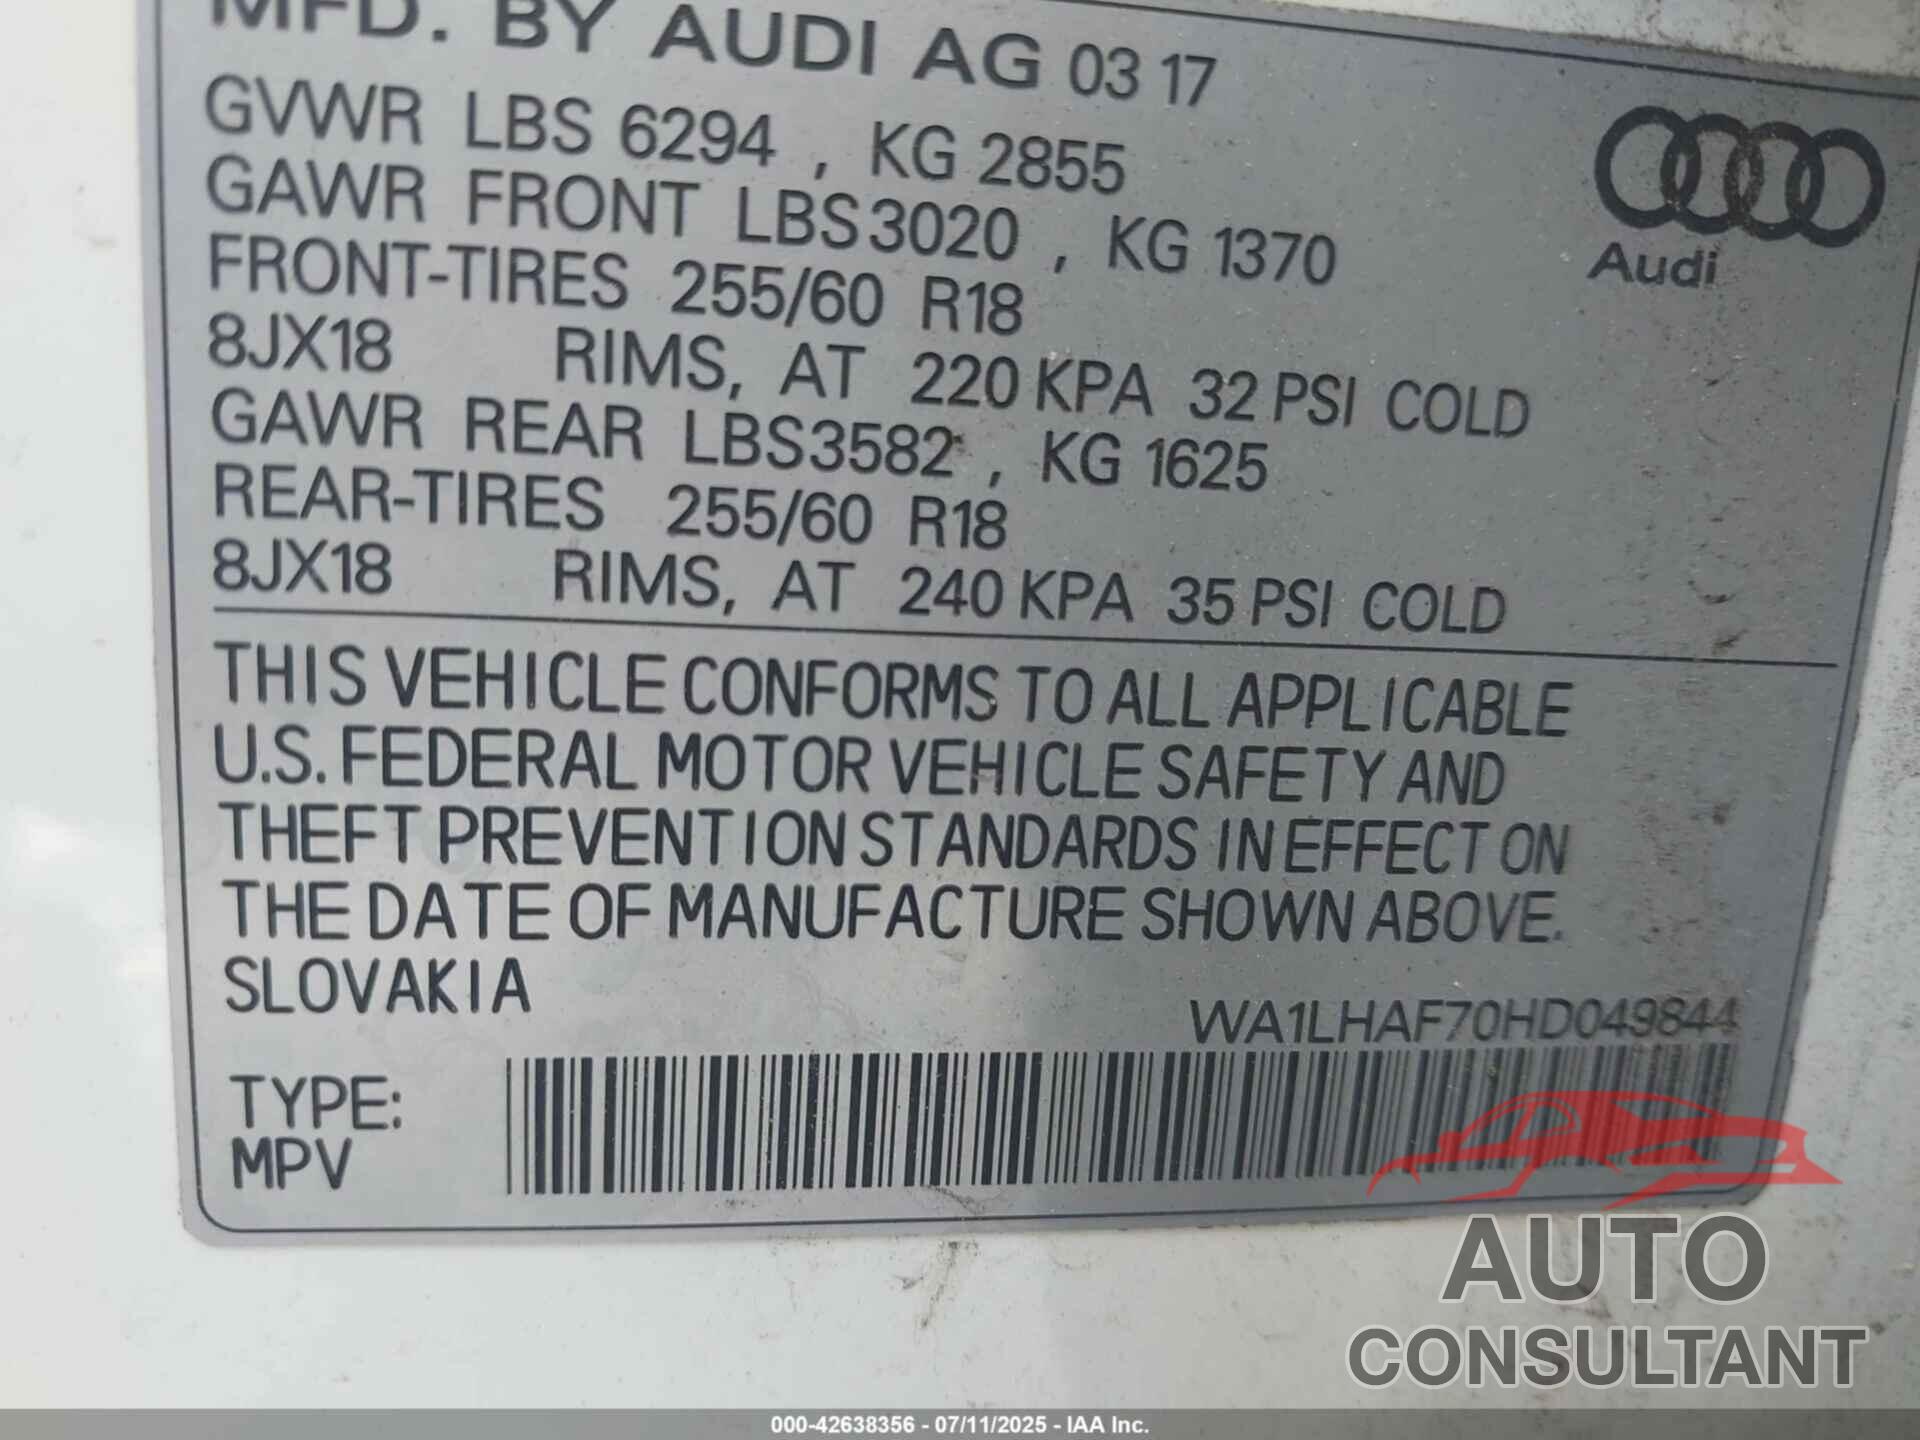 MFD. BY AUDI AG 03 17
GVWR LBS 6294 , KG 2855
GAWR FRONT LBS3020 , KG 1370
FRONT-TIRES 255/60 R18
8JX18 RIMS, AT 220 KPA 32 PSI COLD
GAWR REAR LBS3582 , KG 1625
REAR-TIRES 255/60 R18
8JX18 RIMS, AT 240 KPA 35 PSI COLD
Audi
THIS VEHICLE CONFORMS TO ALL APPLICABLE
U.S. FEDERAL MOTOR VEHICLE SAFETY AND
THEFT PREVENTION STANDARDS IN EFFECT ON
THE DATE OF MANUFACTURE SHOWN ABOVE.
SLOVAKIA
WA1LHAF70HD049844
TYPE:
MPV
AUTO
CONSULTANT
000-42638356 - 07/11/2025 - IAA Inc.